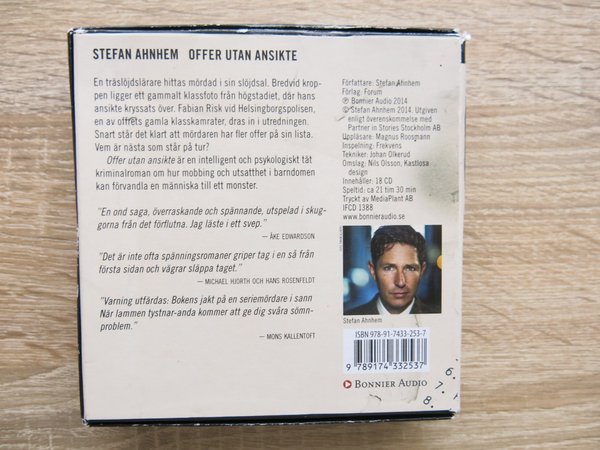 STEFAN AHNHEM OFFER UTAN ANSIKTE
En träslöjdslärare hittas mördad i sin slöjdsal. Bredvid krop-
pen ligger ett gammalt klassfoto från högstadiet, där hans
ansikte kryssats över. Fabian Risk vid Helsingborgspolisen,
en av offrets gamla klasskamrater, dras in i utredningen.
Snart står det klart att mördaren har fler offer på sin lista.
Vem är nästa som står på tur?
Offer utan ansikte är en intelligent och psykologiskt tät
kriminalroman om hur mobbing och utsatthet i barndomen
kan förvandla en människa till ett monster.
"En ond saga, överraskande och spännande, utspelad i skug-
gorna från det förflutna. Jag läste i ett svep."
— ÅKE EDWARDSON
"Det är inte ofta spänningsromaner griper tag i en så från
första sidan och vägrar släppa taget."
— MICHAEL HJORTH OCH HANS ROSENFELDT
"Varning utfärdas: Bokens jakt på en seriemördare i sann
När lammen tystnar-anda kommer att ge dig svåra sömn-
problem."
— MONS KALLENTOFT
Författare: Stefan Ahnhem
Förlag: Forum
℗ Bonnier Audio 2014
© Stefan Ahnhem 2014. Utgiven
enligt överenskommelse med
Partner in Stories Stockholm AB
Uppläsare: Magnus Roosmann
Inspelning: Frekvens
Tekniker: Johan Ölkerud
Omslag: Nils Olsson, Kastlosa
design
Innehåller: 18 CD
Speltid: ca 21 tim 30 min
Tryckt av MediaPlant AB
IFCD 1388
www.bonnieraudio.se
Stefan Ahnhem
ISBN 978-91-7433-253-7
9 789174 332537
BONNIER AUDIO
6.
7.
8.